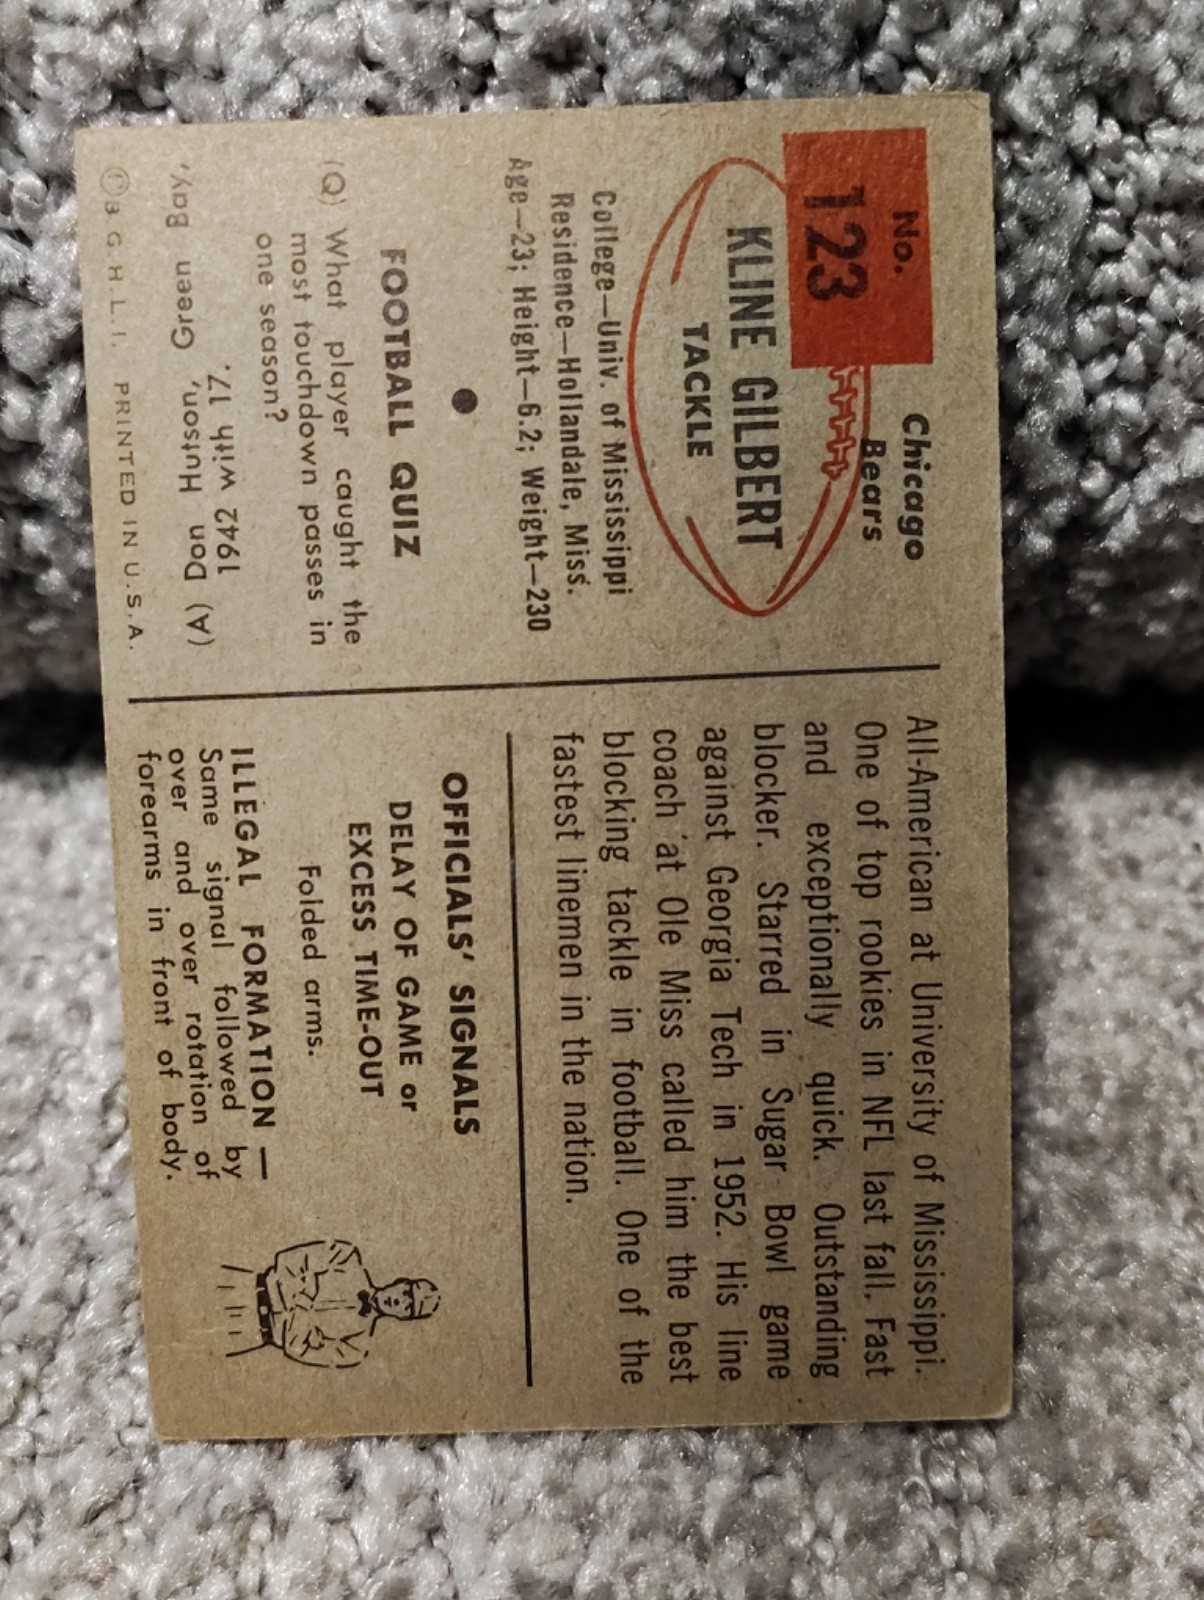 No.
123
Chicago
Bears
KLINE GILBERT
TACKLE
College—Univ. of Mississippi
Residence—Hollandale, Miss.
Age—23; Height—6.2; Weight—230
FOOTBALL QUIZ
(Q) What player caught the
most touchdown passes in
one season?
(A) Don Hutson, Green Bay,
1942 with 17.
© B. G. H. L. I. PRINTED IN U. S. A.
All-American at University of Mississippi.
One of top rookies in NFL last fall. Fast
and exceptionally quick. Outstanding
blocker. Starred in Sugar Bowl game
against Georgia Tech in 1952. His line
coach at Ole Miss called him the best
blocking tackle in football. One of the
fastest linemen in the nation.
OFFICIALS' SIGNALS
DELAY OF GAME or
EXCESS TIME-OUT
Folded arms.
ILLEGAL FORMATION —
Same signal followed by
over and over rotation of
forearms in front of body.